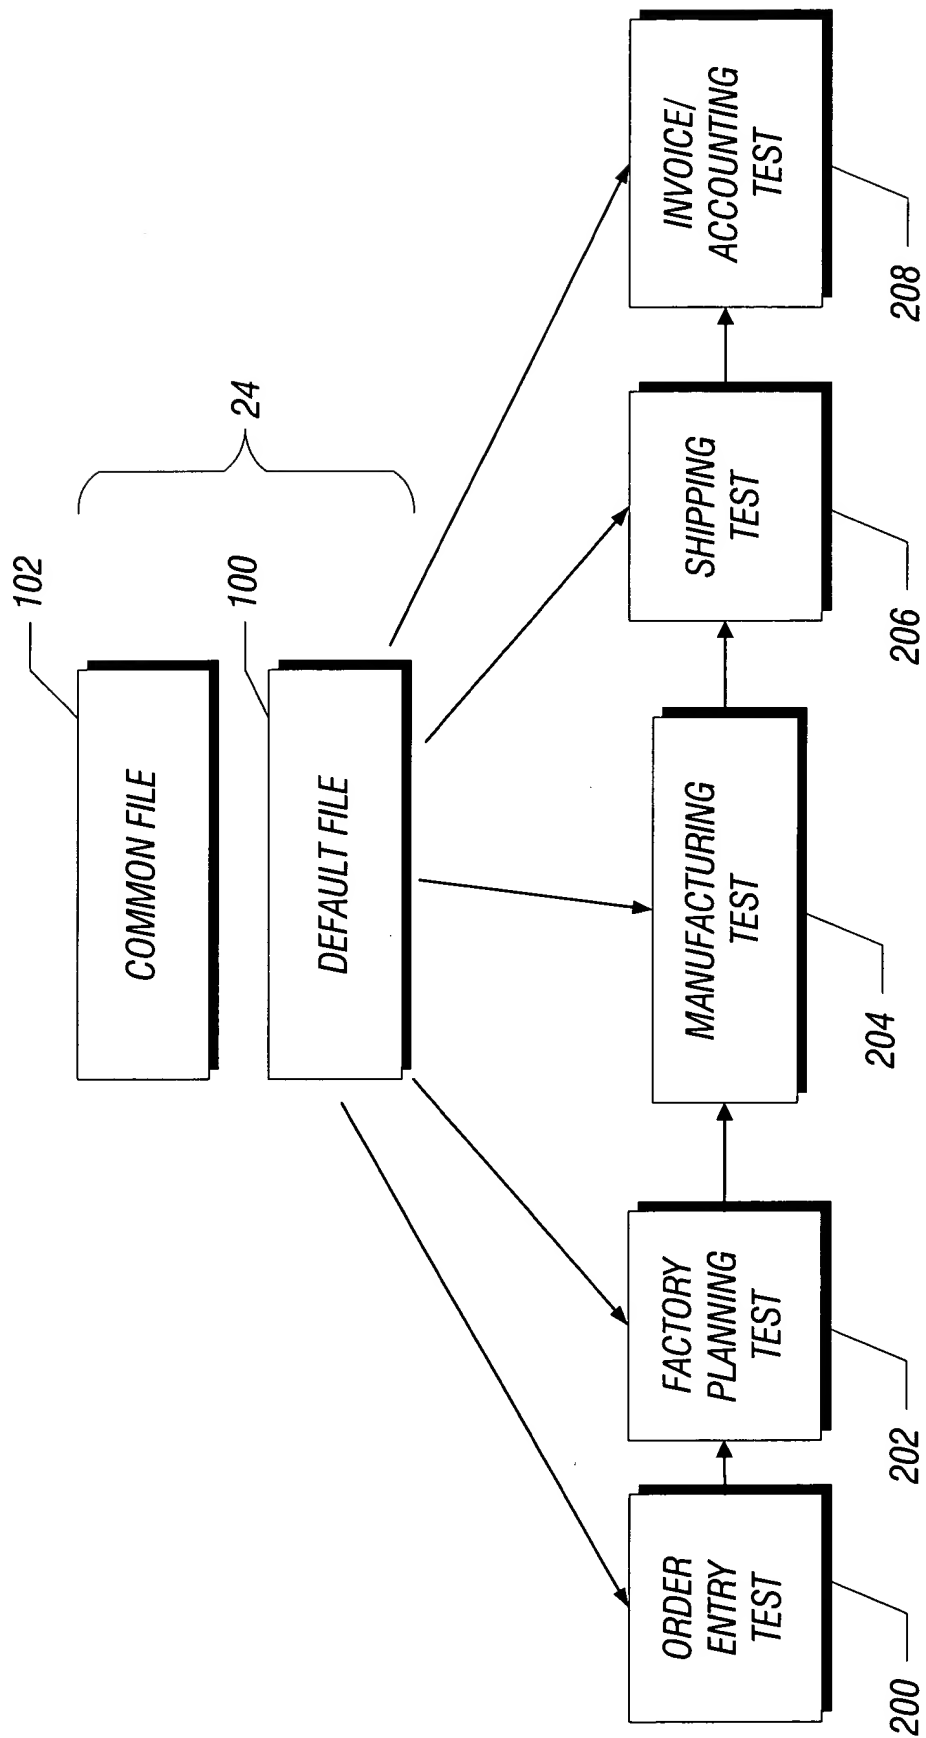 102
COMMON FILE
24
100
DEFAULT FILE
ORDER
ENTRY
TEST
200
FACTORY
PLANNING
TEST
202
MANUFACTURING
TEST
204
SHIPPING
TEST
206
INVOICE/
ACCOUNTING
TEST
208